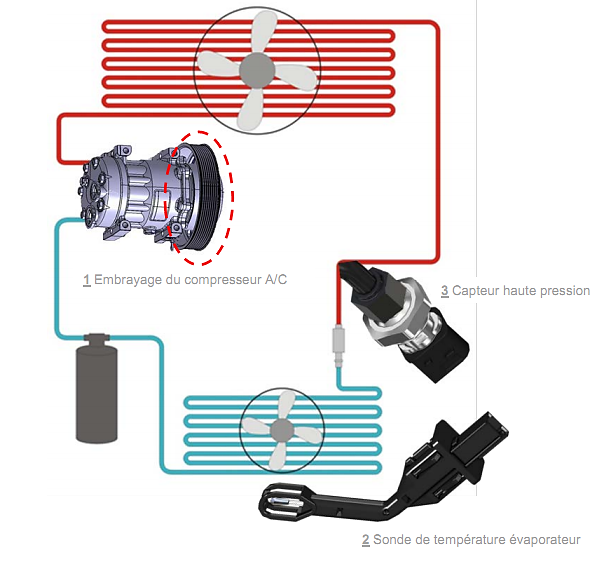 1 Embrayage du compresseur A/C
3 Capteur haute pression
2 Sonde de température évaporateur